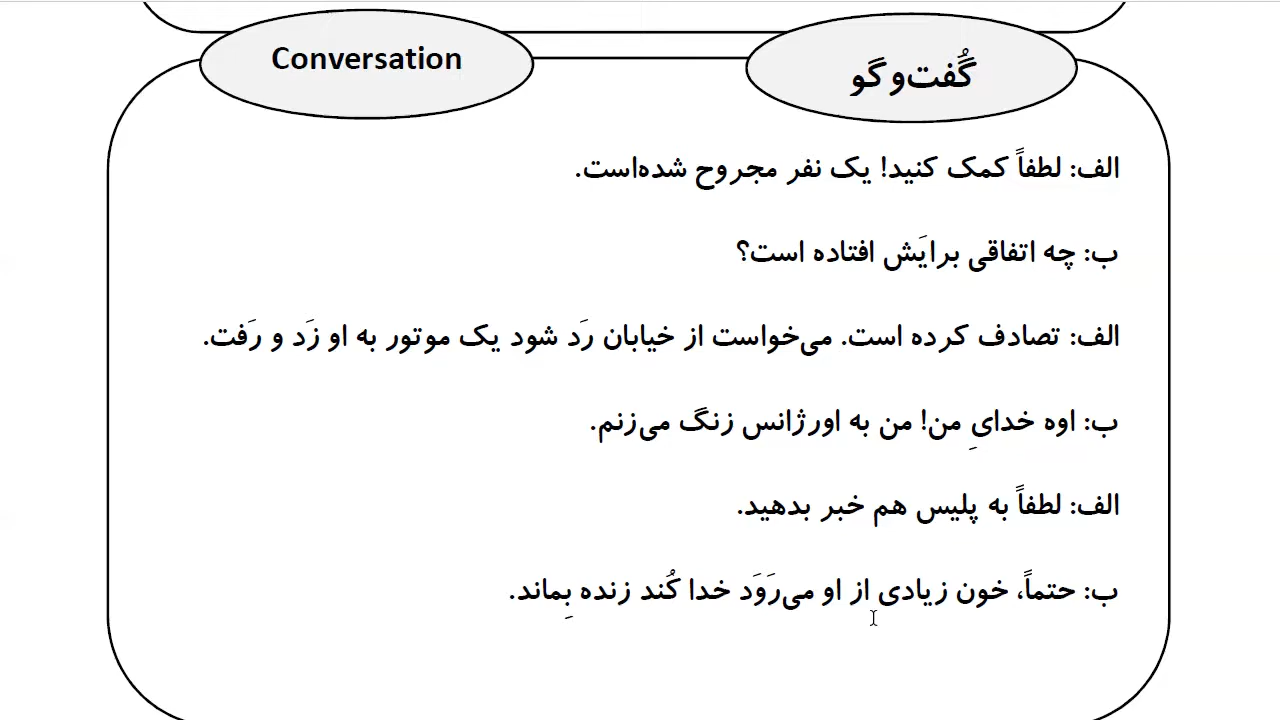 Conversation
گُفت‌وگو
الف: لطفاً کمک کنید! یک نفر مجروح شده‌است.
ب: چه اتفاقی برایَش افتاده است؟
الف: تصادف کرده است. می‌خواست از خیابان رَد شود یک موتور به او زَد و رَفت.
ب: اوه خدایِ من! من به اورژانس زنگ می‌زنم.
الف: لطفاً به پلیس هم خبر بدهید.
ب: حتماً، خون زیادی از او می‌رَوَد خدا کُند زنده بِماند.